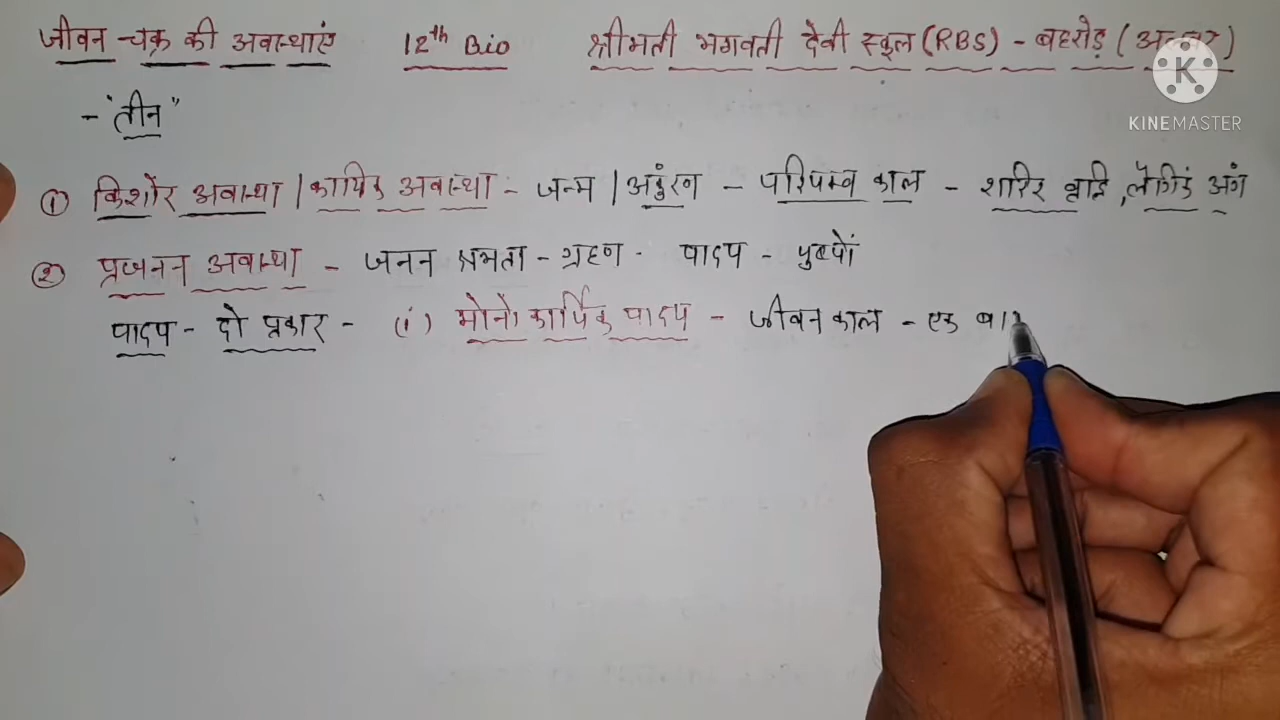 जीवन चक्र की अवस्थाएं 12th Bio श्रीमती भगवती देवी स्कूल (RBS) - बहरोड़ (अलवर)
KINEMASTER
- "तीन"
① किशोर अवस्था / कायिक अवस्था - जन्म / अंकुरण - परिपक्व काल - शारिर वृद्धि, लैंगिक अंग
② प्रजनन अवस्था - जनन क्षमता - ग्रहण - पादप - पुष्पों
पादप - दो प्रकार - (i) मोनो कार्पिक पादप - जीवन काल - एक बार